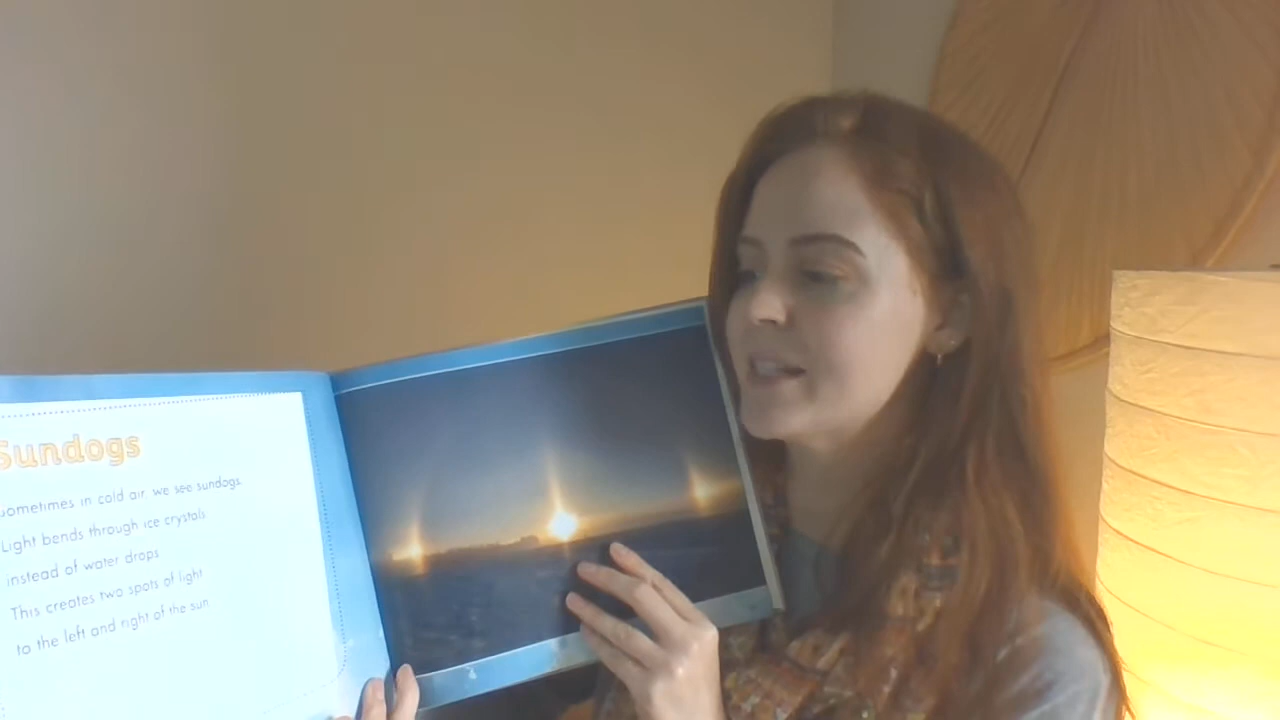 Sundogs
Sometimes in cold air, we see sundogs.
Light bends through ice crystals
instead of water drops
This creates two spots of light
to the left and right of the sun